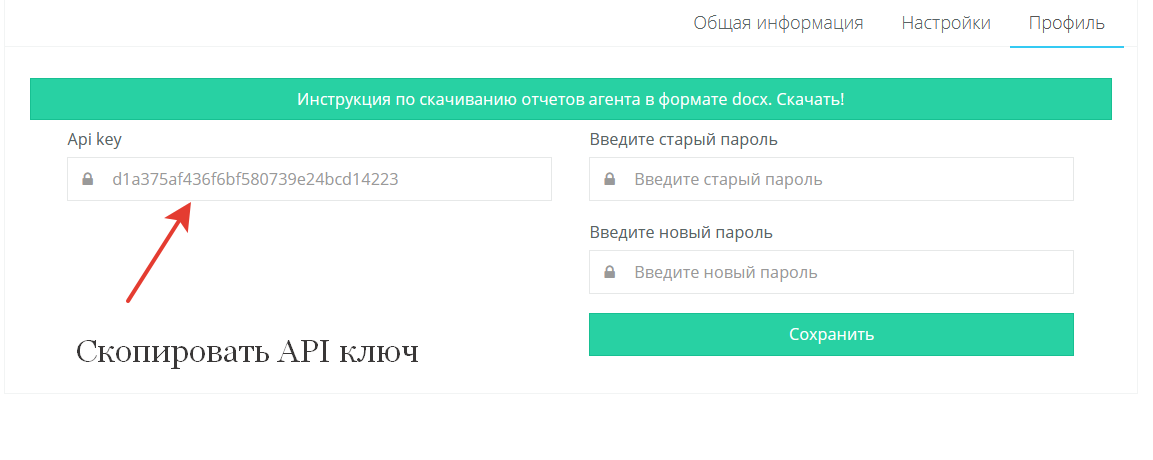 Общая информация Настройки Профиль
Инструкция по скачиванию отчетов агента в формате docx. Скачать!
Api key
d1a375af436f6bf580739e24bcd14223
Введите старый пароль
Введите старый пароль
Введите новый пароль
Введите новый пароль
Сохранить
Скопировать API ключ